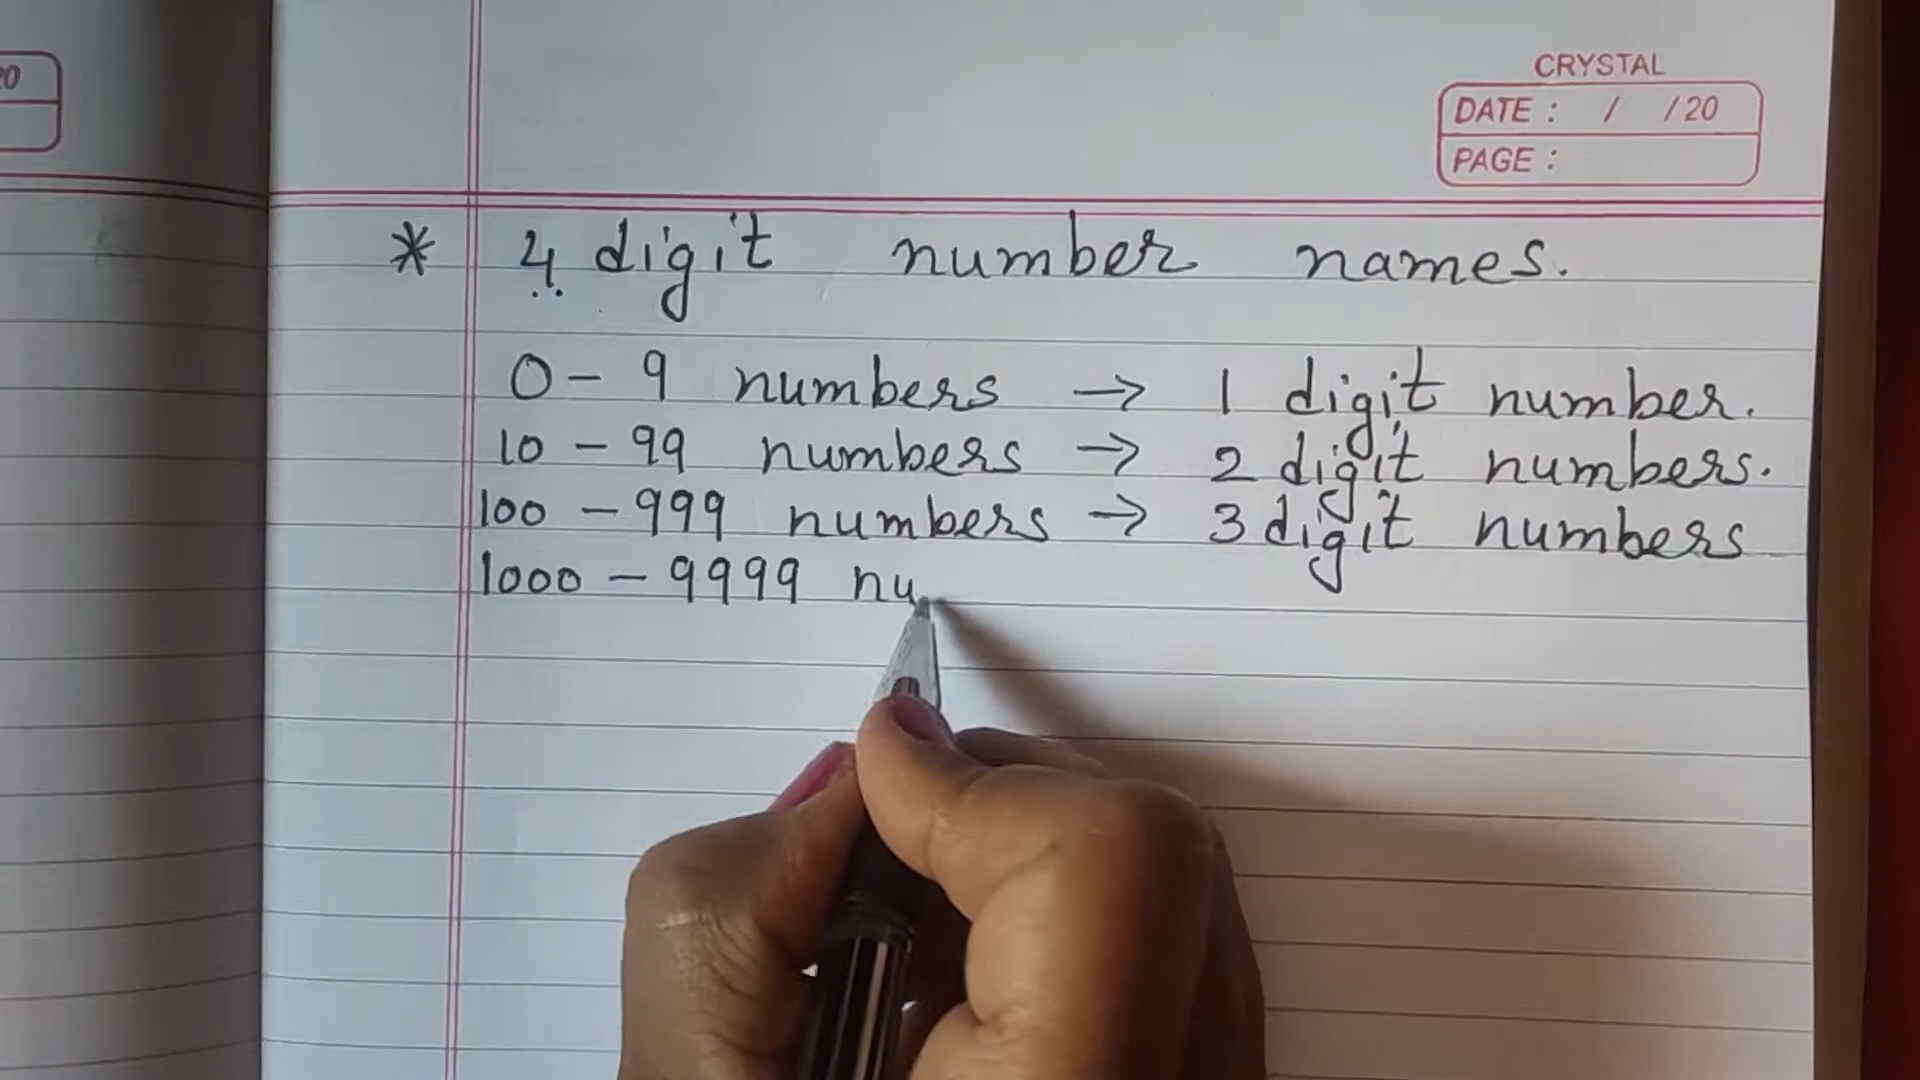 20
CRYSTAL
DATE : / /20
PAGE :
* 4 digit number names.
0 - 9 numbers → 1 digit number.
10 - 99 numbers → 2 digit numbers.
100 - 999 numbers → 3 digit numbers
1000 - 9999 nu